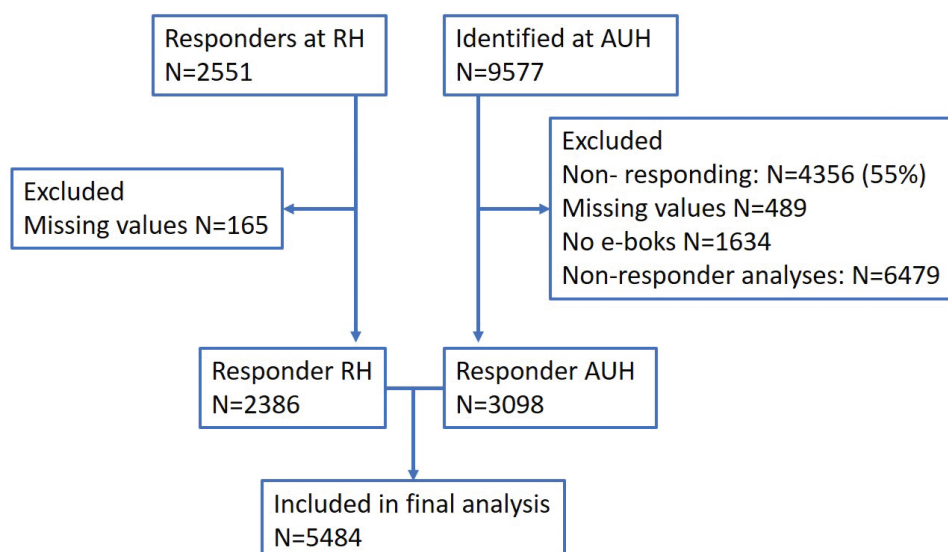 Responders at RH
N=2551
Identified at AUH
N=9577
Excluded
Missing values N=165
Excluded
Non- responding: N=4356 (55%)
Missing values N=489
No e-boks N=1634
Non-responder analyses: N=6479
Responder RH
N=2386
Responder AUH
N=3098
Included in final analysis
N=5484